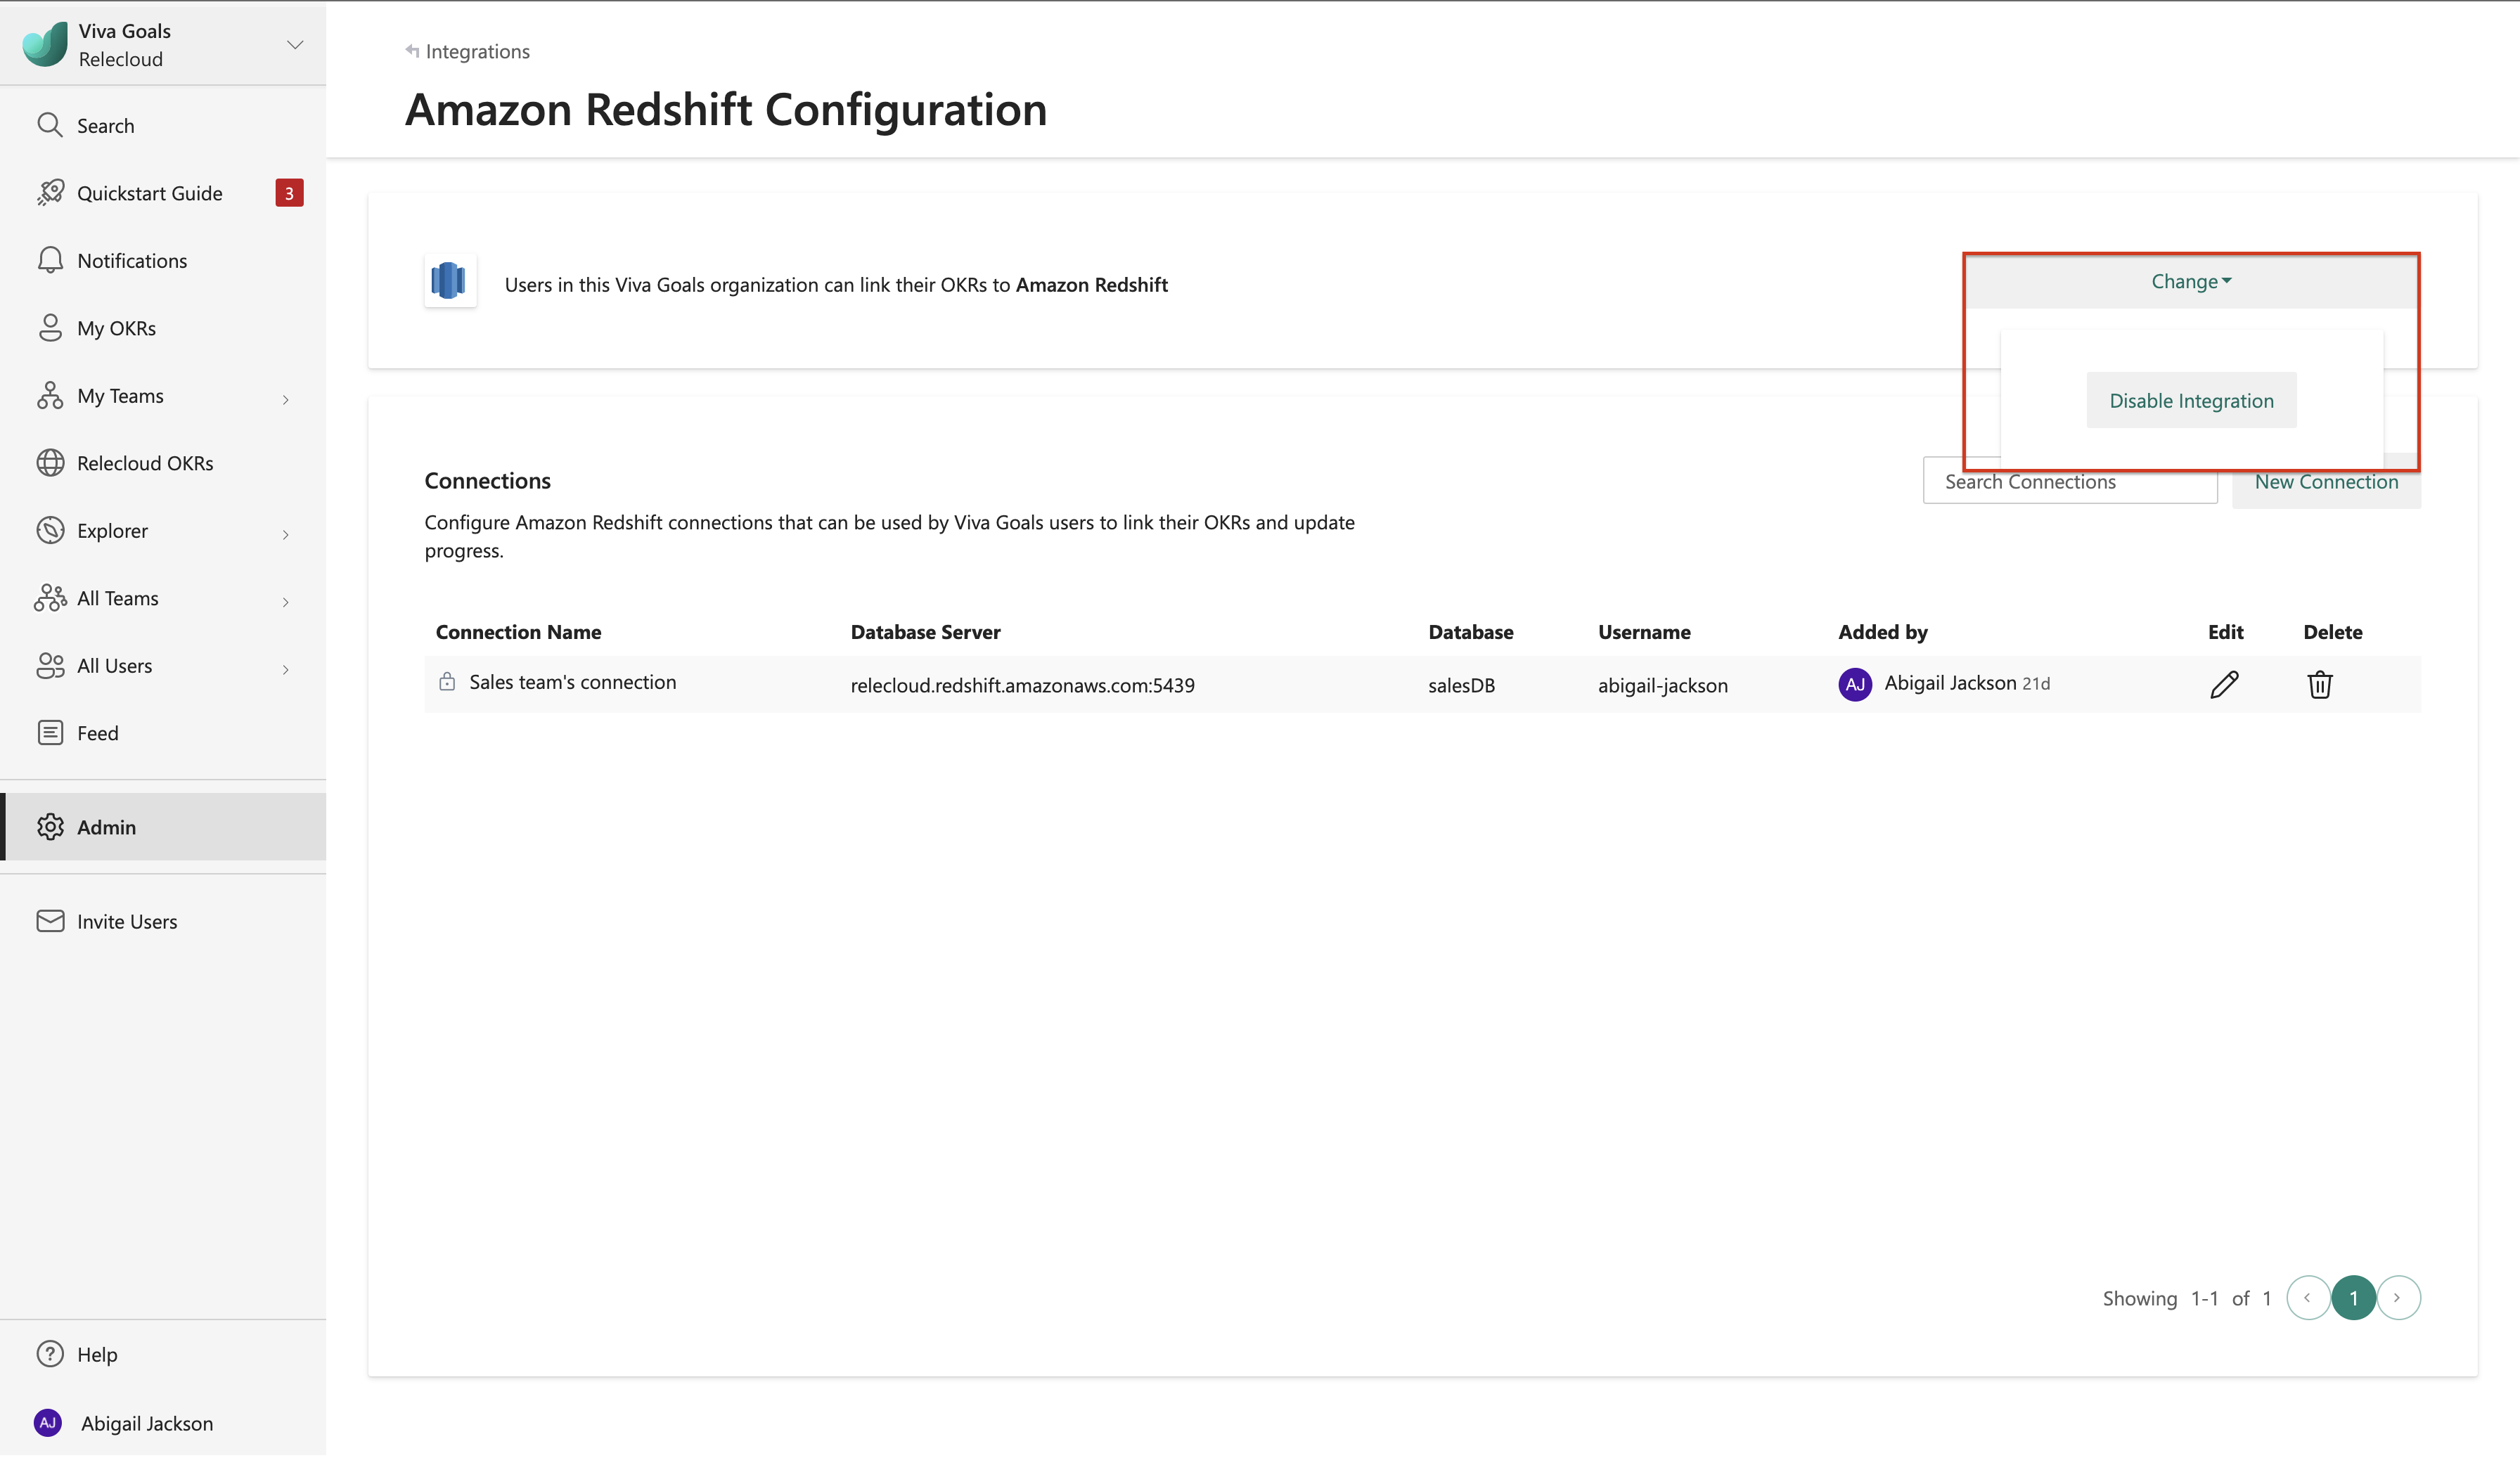 Viva Goals
Relecloud
Search
Quickstart Guide 3
Notifications
My OKRs
My Teams
Relecloud OKRs
Explorer
All Teams
All Users
Feed
Admin
Invite Users
Help
AJ Abigail Jackson
Integrations
Amazon Redshift Configuration
Users in this Viva Goals organization can link their OKRs to Amazon Redshift
Change
Disable Integration
Connections
Search Connections
New Connection
Configure Amazon Redshift connections that can be used by Viva Goals users to link their OKRs and update
progress.
Connection Name Database Server Database Username Added by Edit Delete
Sales team's connection relecloud.redshift.amazonaws.com:5439 salesDB abigail-jackson AJ Abigail Jackson 21d
Showing 1-1 of 1 1